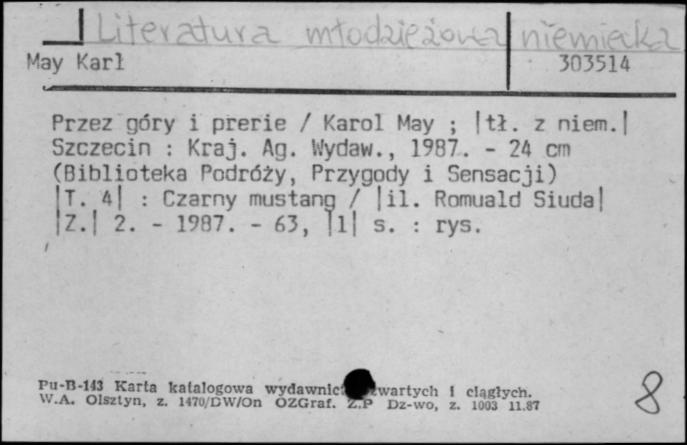 Literatura młodzieżowa niemiecka
May Karl 303514
Przez góry i prerie / Karol May ; |tł. z niem.|
Szczecin : Kraj. Ag. Wydaw., 1987. - 24 cm
(Biblioteka Podróży, Przygody i Sensacji)
|T. 4| : Czarny mustang / |il. Romuald Siuda|
|Z.| 2. - 1987. - 63, |1| s. : rys.
Pu-B-143 Karta katalogowa wydawnic wartych i ciągłych.
W.A. Olsztyn, z. 1470/DW/On OZGraf. Z.P Dz-wo, z. 1003 11.87
8